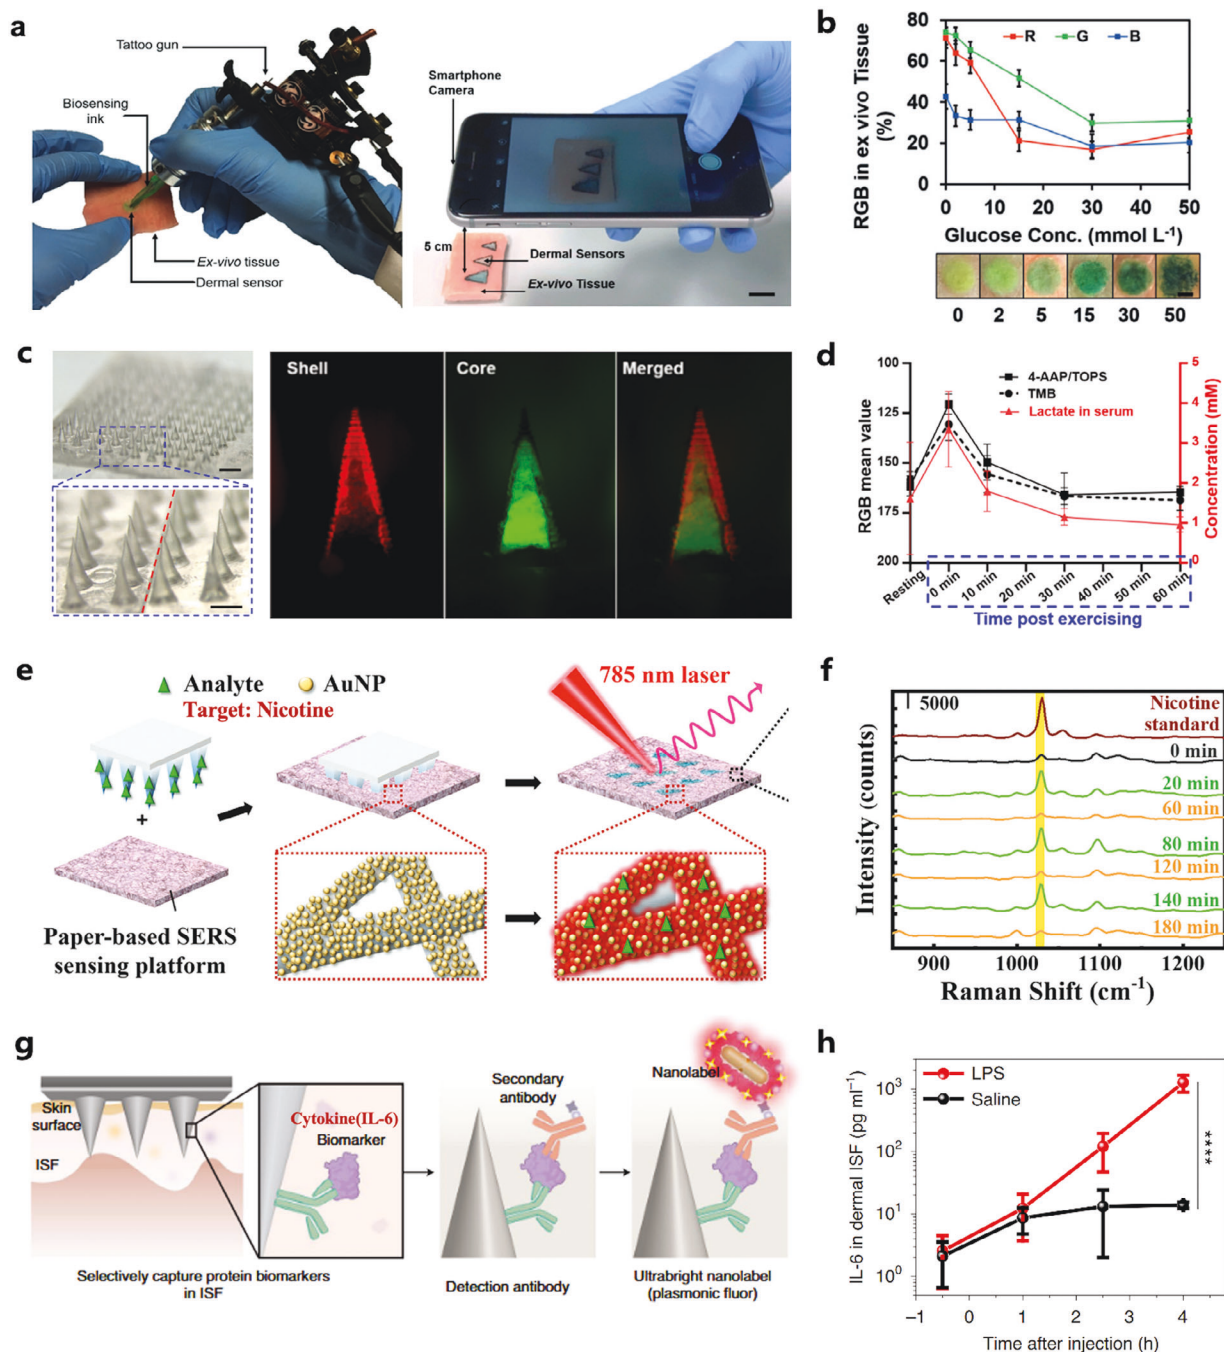 a
Tattoo gun
Biosensing
ink
Ex-vivo tissue
Dermal sensor
Smartphone
Camera
5 cm
Dermal Sensors
Ex-vivo Tissue
b
RGB in ex vivo Tissue
(%)
80
60
40
20
0
R G B
0 10 20 30 40 50
Glucose Conc. (mmol L⁻¹)
0 2 5 15 30 50
c
Shell
Core
Merged
d
RGB mean value
100
125
150
175
200
4-AAP/TOPS
TMB
Lactate in serum
5
4
3
2
1
0
Concentration (mM)
Resting 0 min 10 min 20 min 30 min 40 min 50 min 60 min
Time post exercising
e
Analyte AuNP
Target: Nicotine
+
Paper-based SERS
sensing platform
785 nm laser
f
Intensity (counts)
5000
Nicotine
standard
0 min
20 min
60 min
80 min
120 min
140 min
180 min
900 1000 1100 1200
Raman Shift (cm⁻¹)
g
Skin
surface
ISF
Cytokine(IL-6)
Biomarker
Selectively capture protein biomarkers
in ISF
Secondary
antibody
Detection antibody
Nanolabel
Ultrabright nanolabel
(plasmonic fluor)
h
IL-6 in dermal ISF (pg ml⁻¹)
10³
10²
10¹
10⁰
LPS
Saline
****
–1 0 1 2 3 4
Time after injection (h)